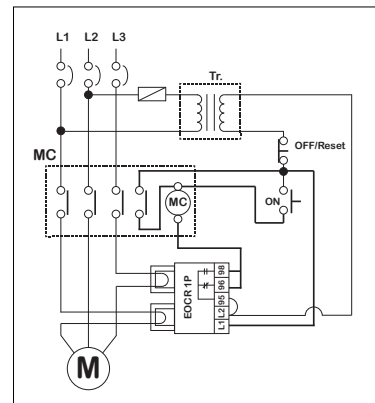 L1 L2 L3
Tr.
OFF/Reset
MC
MC
ON
EOCR 1P
L1 L2 95 96 98
M